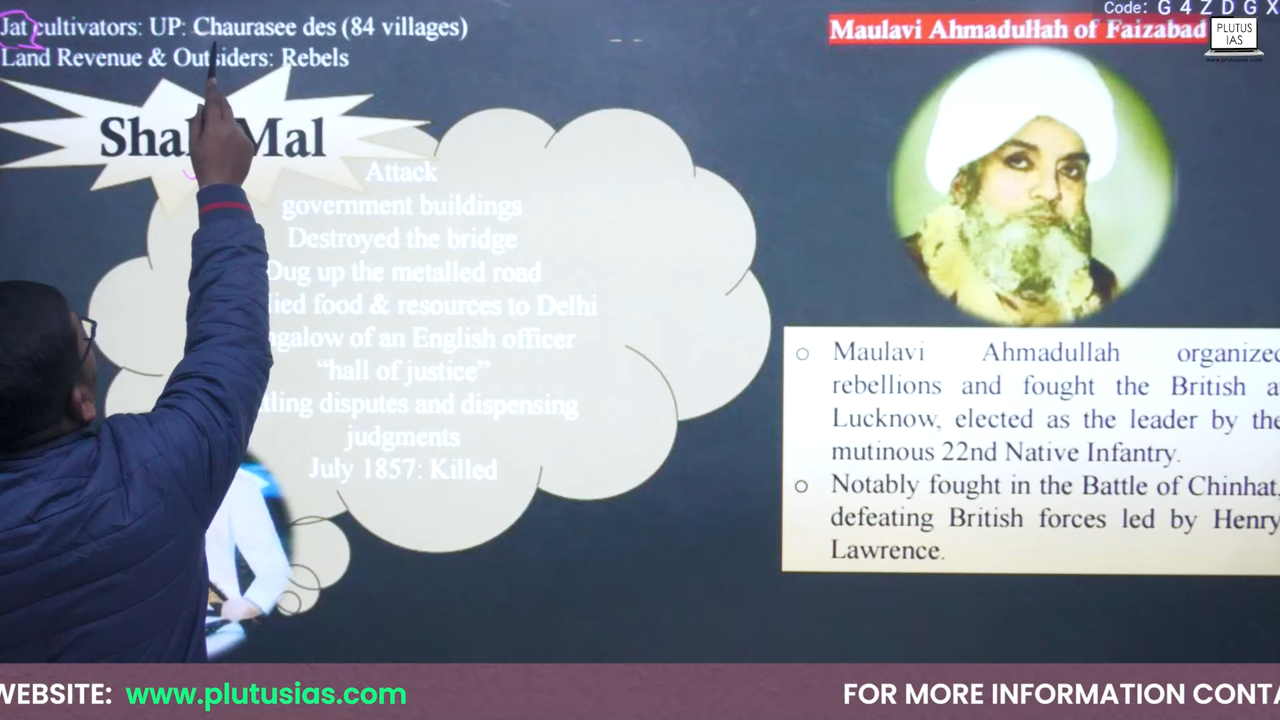 Code: G 4 Z D G X
Jat cultivators: UP: Chaurasee des (84 villages)
Land Revenue & Outsiders: Rebels
Mal
Attack
government buildings
Destroyed the bridge
Dug up the metalled road
food & resources to Delhi
of an English officer
“hall of justice”
disputes and dispensing
judgments
July 1857: Killed
Maulavi Ahmadullah of Faizabad
PLUTUS
IAS
www.plutusias.com
o Maulavi Ahmadullah organized
rebellions and fought the British a
Lucknow, elected as the leader by the
mutinous 22nd Native Infantry.
o Notably fought in the Battle of Chinhat,
defeating British forces led by Henry
Lawrence.
WEBSITE: www.plutusias.com
FOR MORE INFORMATION CONTA